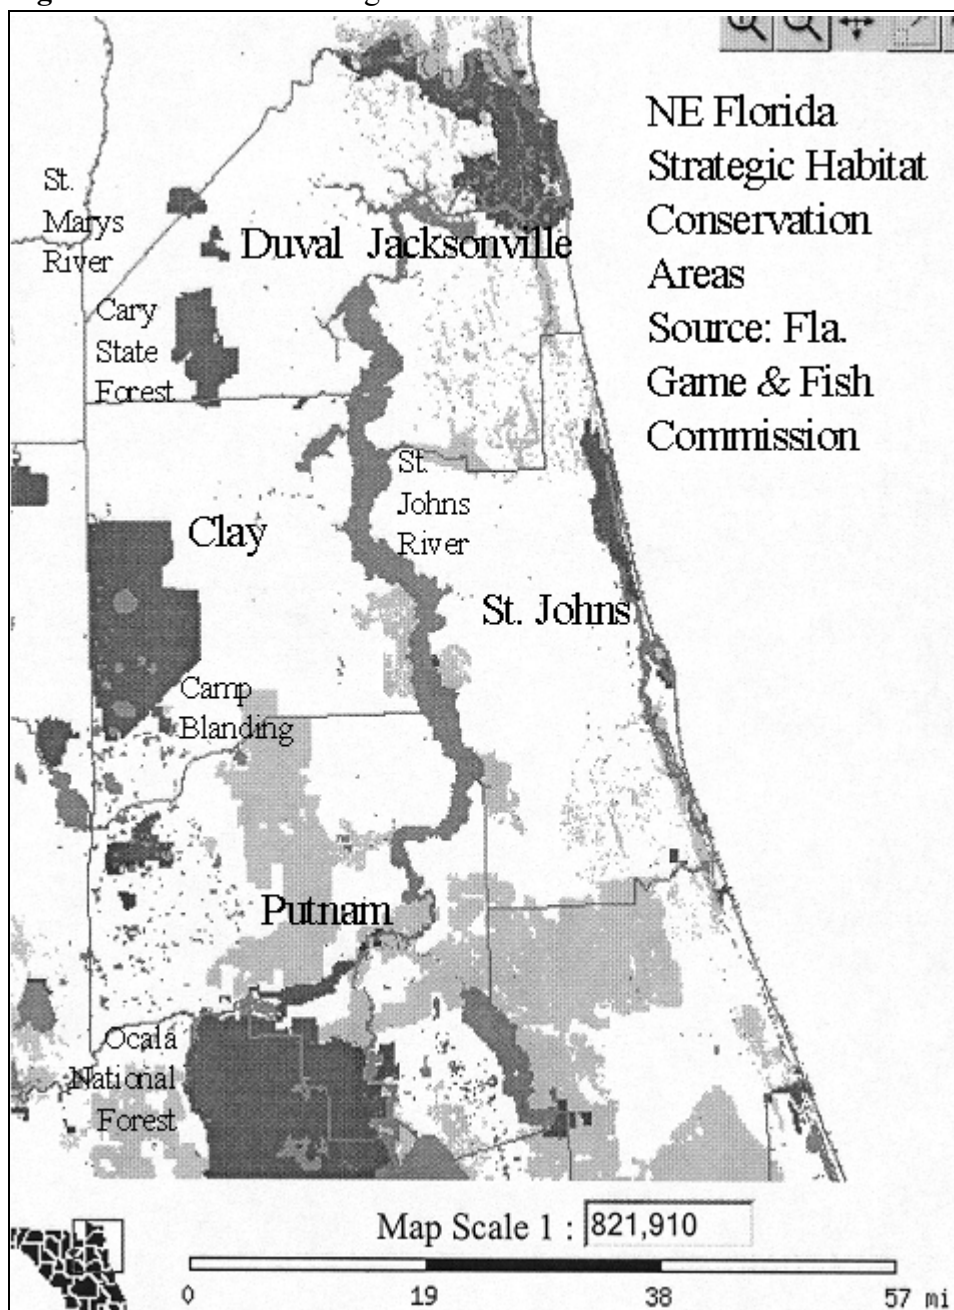 NE Florida
Strategic Habitat
Conservation
Areas
Source: Fla.
Game & Fish
Commission
St.
Marys
River
Duval Jacksonville
Cary
State
Forest
St.
Johns
River
Clay
St. Johns
Camp
Blanding
Putnam
Ocala
National
Forest
Map Scale 1 : 821,910
0 19 38 57 mi